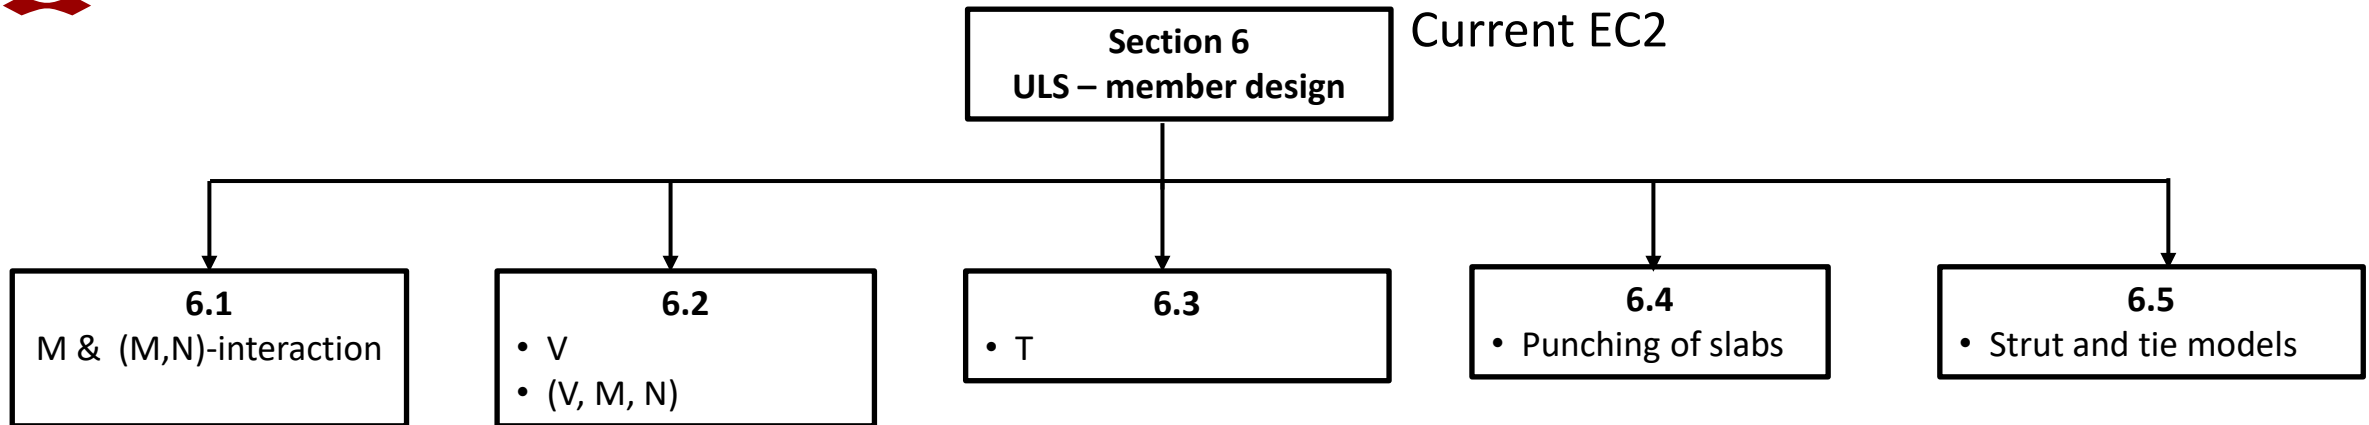 Section 6
ULS – member design
Current EC2
6.1
M & (M,N)-interaction
6.2
• V
• (V, M, N)
6.3
• T
6.4
• Punching of slabs
6.5
• Strut and tie models